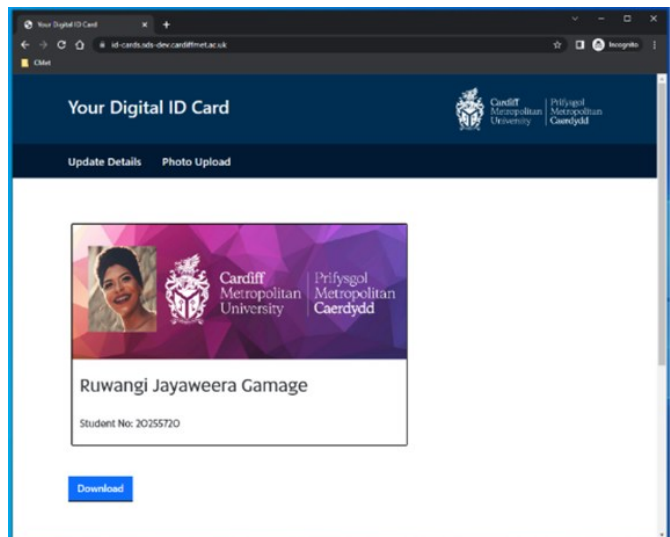 Your Digital ID Card
id-cards.sds-dev.cardiffmet.ac.uk
Incognito
CMet
Your Digital ID Card
Cardiff Metropolitan University
Prifysgol Metropolitan Caerdydd
Update Details Photo Upload
Cardiff
Metropolitan
University
Prifysgol
Metropolitan
Caerdydd
Ruwangi Jayaweera Gamage
Student No: 20255720
Download